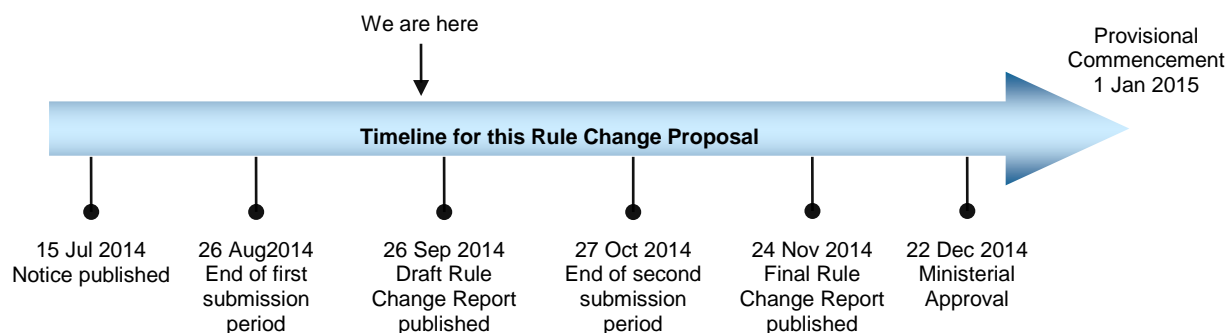 We are here
Provisional
Commencement
1 Jan 2015
Timeline for this Rule Change Proposal
15 Jul 2014
Notice published
26 Aug2014
End of first
submission
period
26 Sep 2014
Draft Rule
Change Report
published
27 Oct 2014
End of second
submission
period
24 Nov 2014
Final Rule
Change Report
published
22 Dec 2014
Ministerial
Approval